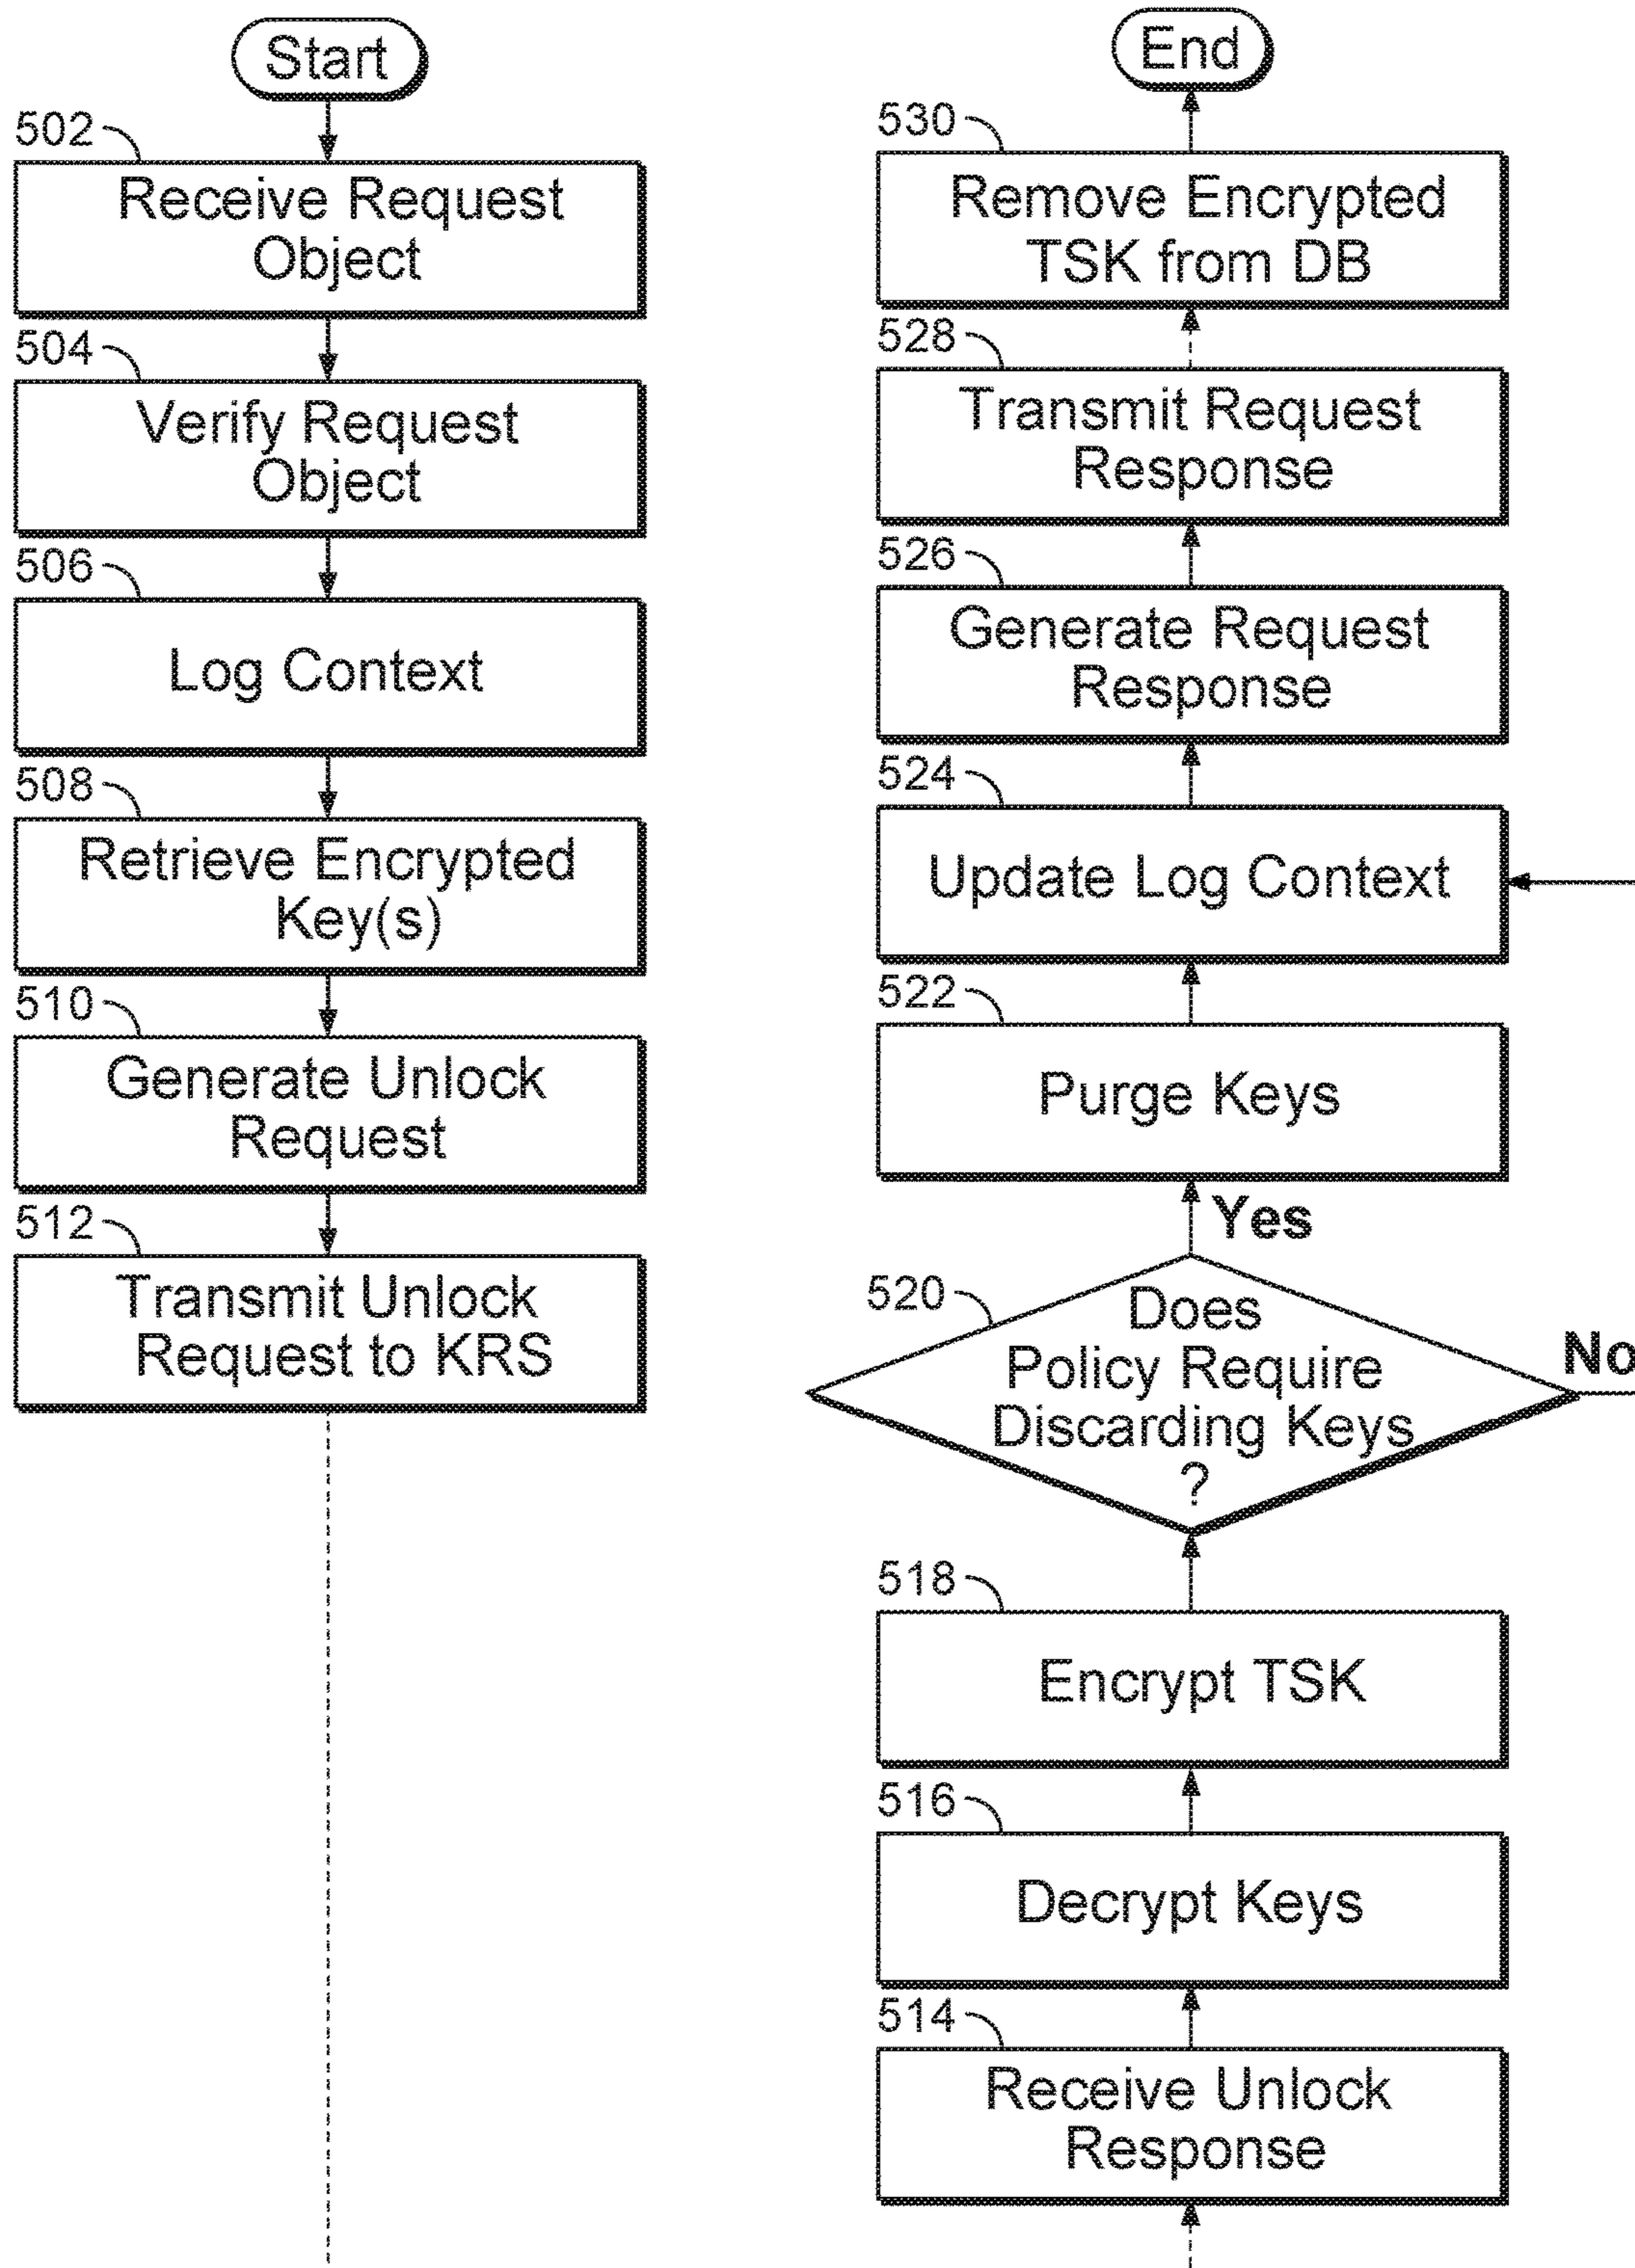 Start
502
Receive Request
Object
504
Verify Request
Object
506
Log Context
508
Retrieve Encrypted
Key(s)
510
Generate Unlock
Request
512
Transmit Unlock
Request to KRS
End
530
Remove Encrypted
TSK from DB
528
Transmit Request
Response
526
Generate Request
Response
524
Update Log Context
522
Purge Keys
Yes
520
Does
Policy Require
Discarding Keys
?
No
518
Encrypt TSK
516
Decrypt Keys
514
Receive Unlock
Response